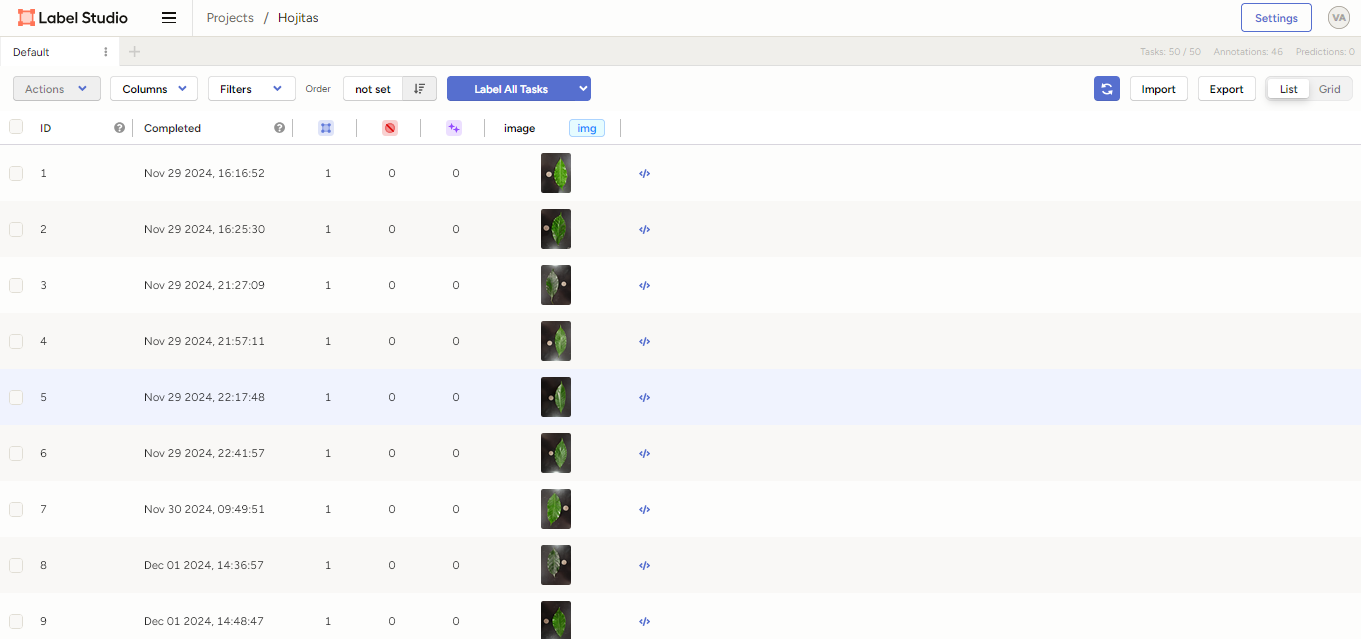 Label Studio Projects / Hojitas Settings VA
Default Tasks: 50 / 50 Annotations: 46 Predictions: 0
Actions Columns Filters Order not set Label All Tasks Import Export List Grid
ID Completed image img
1 Nov 29 2024, 16:16:52 1 0 0
2 Nov 29 2024, 16:25:30 1 0 0
3 Nov 29 2024, 21:27:09 1 0 0
4 Nov 29 2024, 21:57:11 1 0 0
5 Nov 29 2024, 22:17:48 1 0 0
6 Nov 29 2024, 22:41:57 1 0 0
7 Nov 30 2024, 09:49:51 1 0 0
8 Dec 01 2024, 14:36:57 1 0 0
9 Dec 01 2024, 14:48:47 1 0 0